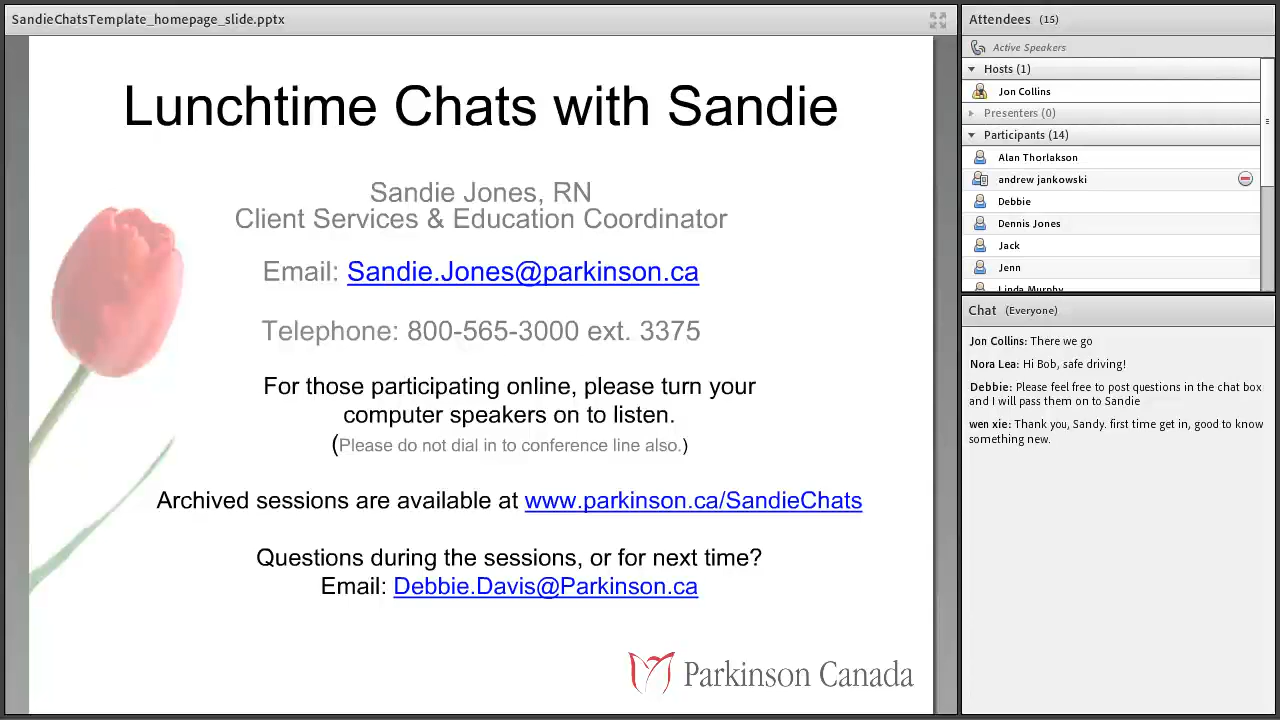 SandieChatsTemplate_homepage_slide.pptx
Lunchtime Chats with Sandie
Sandie Jones, RN
Client Services & Education Coordinator
Email: Sandie.Jones@parkinson.ca
Telephone: 800-565-3000 ext. 3375
For those participating online, please turn your
computer speakers on to listen.
(Please do not dial in to conference line also.)
Archived sessions are available at www.parkinson.ca/SandieChats
Questions during the sessions, or for next time?
Email: Debbie.Davis@Parkinson.ca
Parkinson Canada
Attendees (15)
Active Speakers
Hosts (1)
Jon Collins
Presenters (0)
Participants (14)
Alan Thorlakson
andrew jankowski
Debbie
Dennis Jones
Jack
Jenn
Linda Murphy
Chat (Everyone)
Jon Collins: There we go
Nora Lea: Hi Bob, safe driving!
Debbie: Please feel free to post questions in the chat box
and I will pass them on to Sandie
wen xie: Thank you, Sandy. first time get in, good to know
something new.